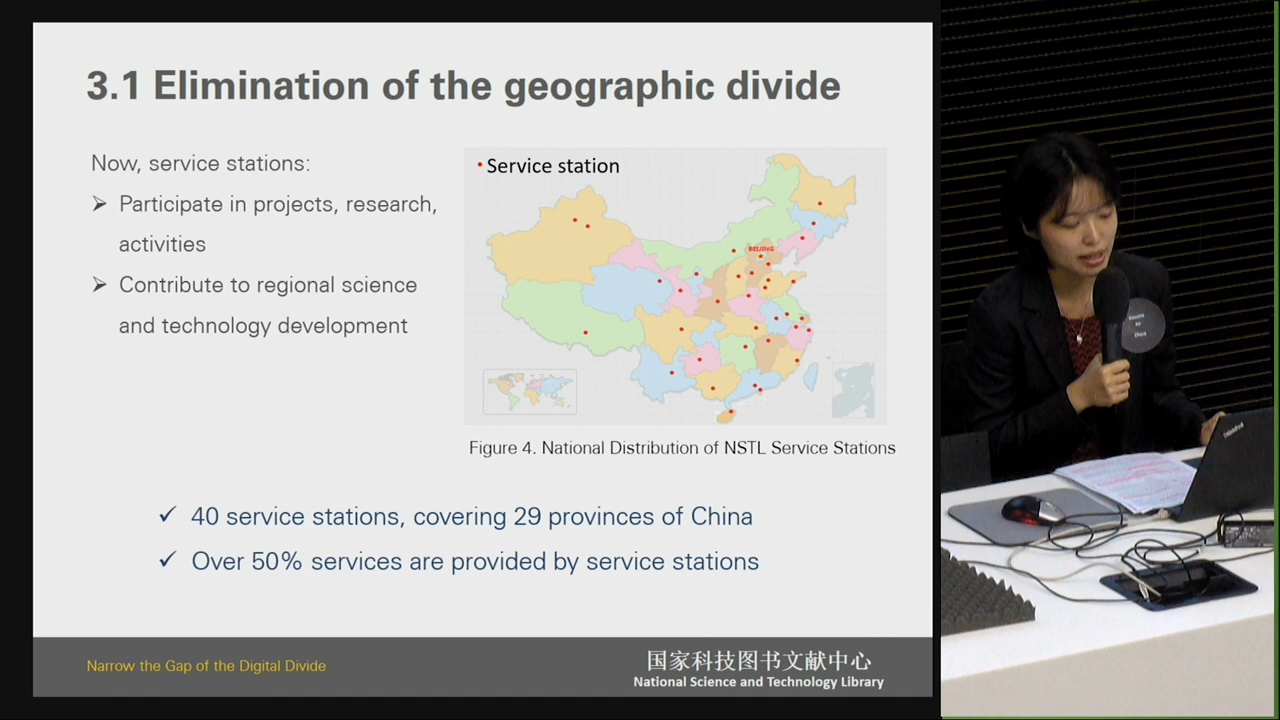 3.1 Elimination of the geographic divide
Now, service stations:
➢ Participate in projects, research,
activities
➢ Contribute to regional science
and technology development
• Service station
BEIJING
Figure 4. National Distribution of NSTL Service Stations
✓ 40 service stations, covering 29 provinces of China
✓ Over 50% services are provided by service stations
Narrow the Gap of the Digital Divide
国家科技图书文献中心
National Science and Technology Library
ThinkPad